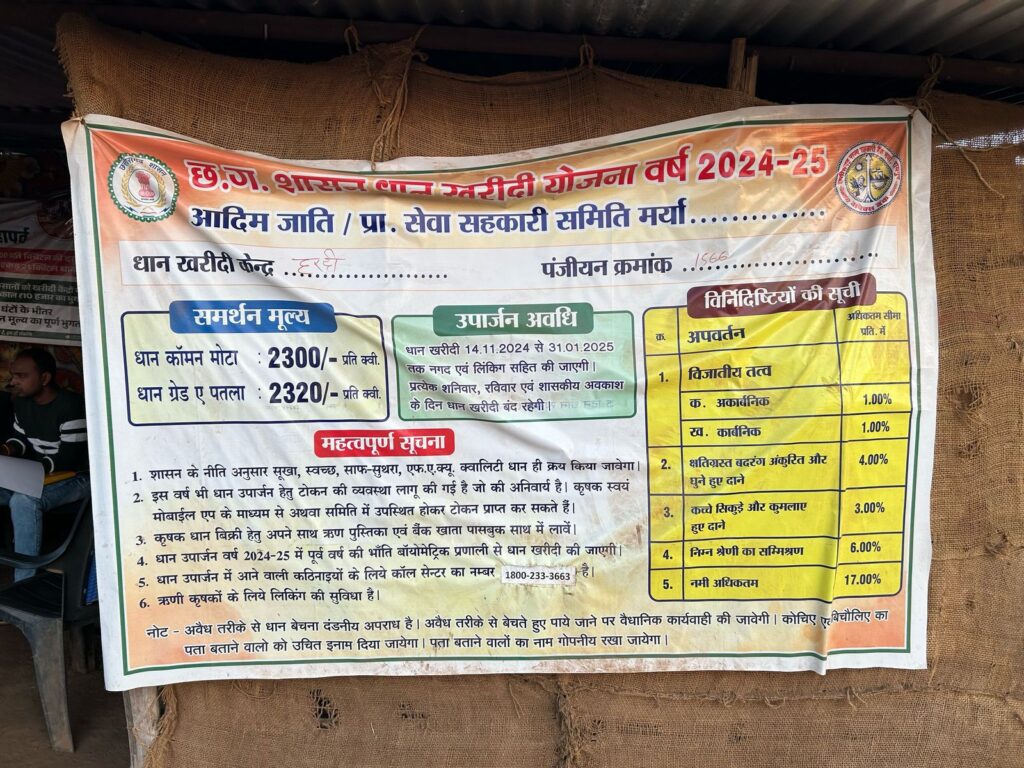 छ.ग. शासन धान खरीदी योजना वर्ष 2024-25
आदिम जाति / प्रा. सेवा सहकारी समिति मर्या..............
धान खरीदी केन्द्र ....................
पंजीयन क्रमांक ..1566......................
समर्थन मूल्य
धान कॉमन मोटा : 2300/- प्रति क्वी.
धान ग्रेड ए पतला : 2320/- प्रति क्वी.
उपार्जन अवधि
धान खरीदी 14.11.2024 से 31.01.2025
तक नगद एवं लिंकिंग सहित की जाएगी।
प्रत्येक शनिवार, रविवार एवं शासकीय अवकाश
के दिन धान खरीदी बंद रहेगी।
महत्वपूर्ण सूचना
1. शासन के नीति अनुसार सूखा, स्वच्छ, साफ-सुथरा, एफ.ए.क्यू. क्वालिटी धान ही क्रय किया जावेगा।
2. इस वर्ष भी धान उपार्जन हेतु टोकन की व्यवस्था लागू की गई है जो की अनिवार्य है। कृषक स्वयं
मोबाईल एप के माध्यम से अथवा समिति में उपस्थित होकर टोकन प्राप्त कर सकते हैं।
3. कृषक धान बिक्री हेतु अपने साथ ऋण पुस्तिका एवं बैंक खाता पासबुक साथ में लावें।
4. धान उपार्जन वर्ष 2024-25 में पूर्व वर्ष की भाँति बॉयोमेट्रिक प्रणाली से धान खरीदी की जाएगी।
5. धान उपार्जन में आने वाली कठिनाइयों के लिये कॉल सेन्टर का नम्बर 1800-233-3663 है।
6. ऋणी कृषकों के लिये लिकिंग की सुविधा है।
विनिर्दिष्टियों की सूची
क. अपवर्तन अधिकतम सीमा
प्रति. में
1. विजातीय तत्व
क. अकार्बनिक 1.00%
ख. कार्बनिक 1.00%
2. क्षतिग्रस्त बदरंग अंकुरित और 4.00%
घुने हुए दाने
3. कच्चे सिकुड़े और कुमलाए 3.00%
हुए दाने
4. निम्न श्रेणी का सम्मिश्रण 6.00%
5. नमी अधिकतम 17.00%
नोट - अवैध तरीके से धान बेचना दंडनीय अपराध है। अवैध तरीके से बेचते हुए पाये जाने पर वैधानिक कार्यवाही की जावेगी। कोचिए एवं बिचौलिए का
पता बताने वालो को उचित इनाम दिया जायेगा। पता बताने वालों का नाम गोपनीय रखा जायेगा।
छत्तीसगढ़ शासन